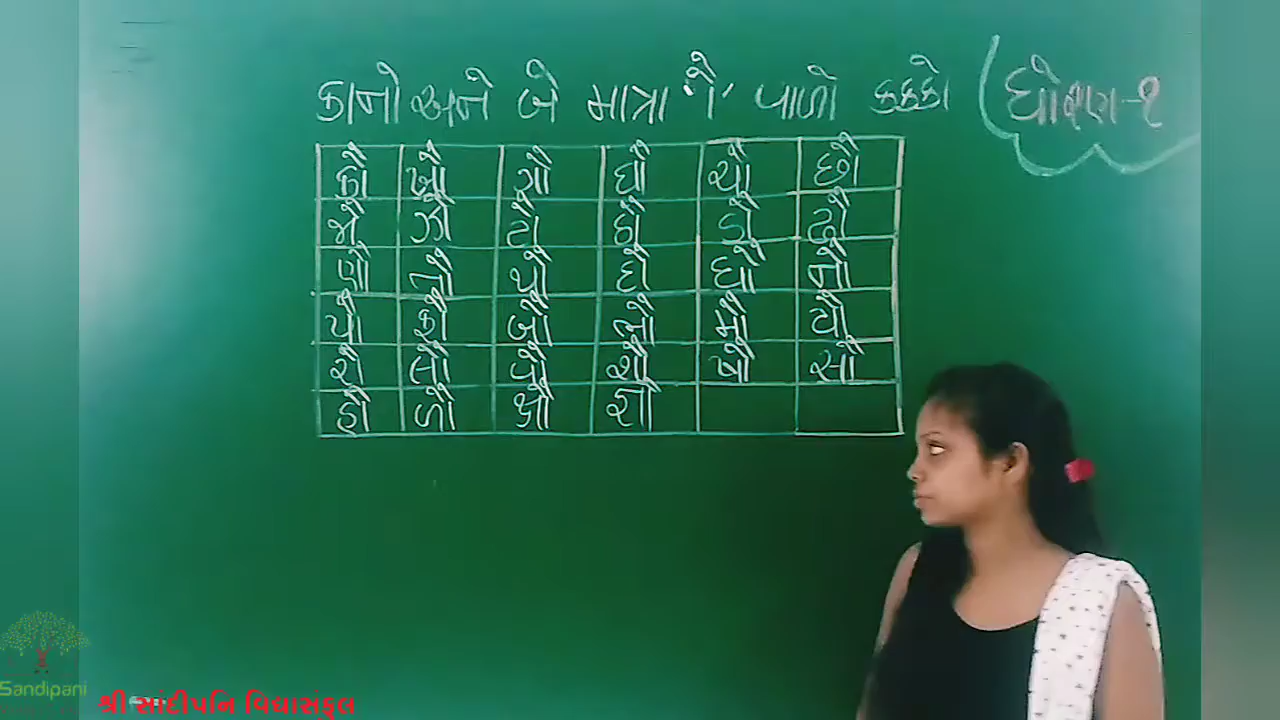 કાનો અને બે માત્રા 'ૌ' વાળો કક્કો
ધોરણ-૧
કૌ ખૌ ગૌ ઘૌ ચૌ છૌ
જૌ ઝૌ ટૌ ઠૌ ડૌ ઢૌ
ણૌ તૌ થૌ દૌ ધૌ નૌ
પૌ ફૌ બૌ ભૌ મૌ યૌ
રૌ લૌ વૌ શૌ ષૌ સૌ
હૌ ળૌ ક્ષૌ જ્ઞૌ
Sandipani
શ્રી સાંદીપનિ વિદ્યાસંકુલ